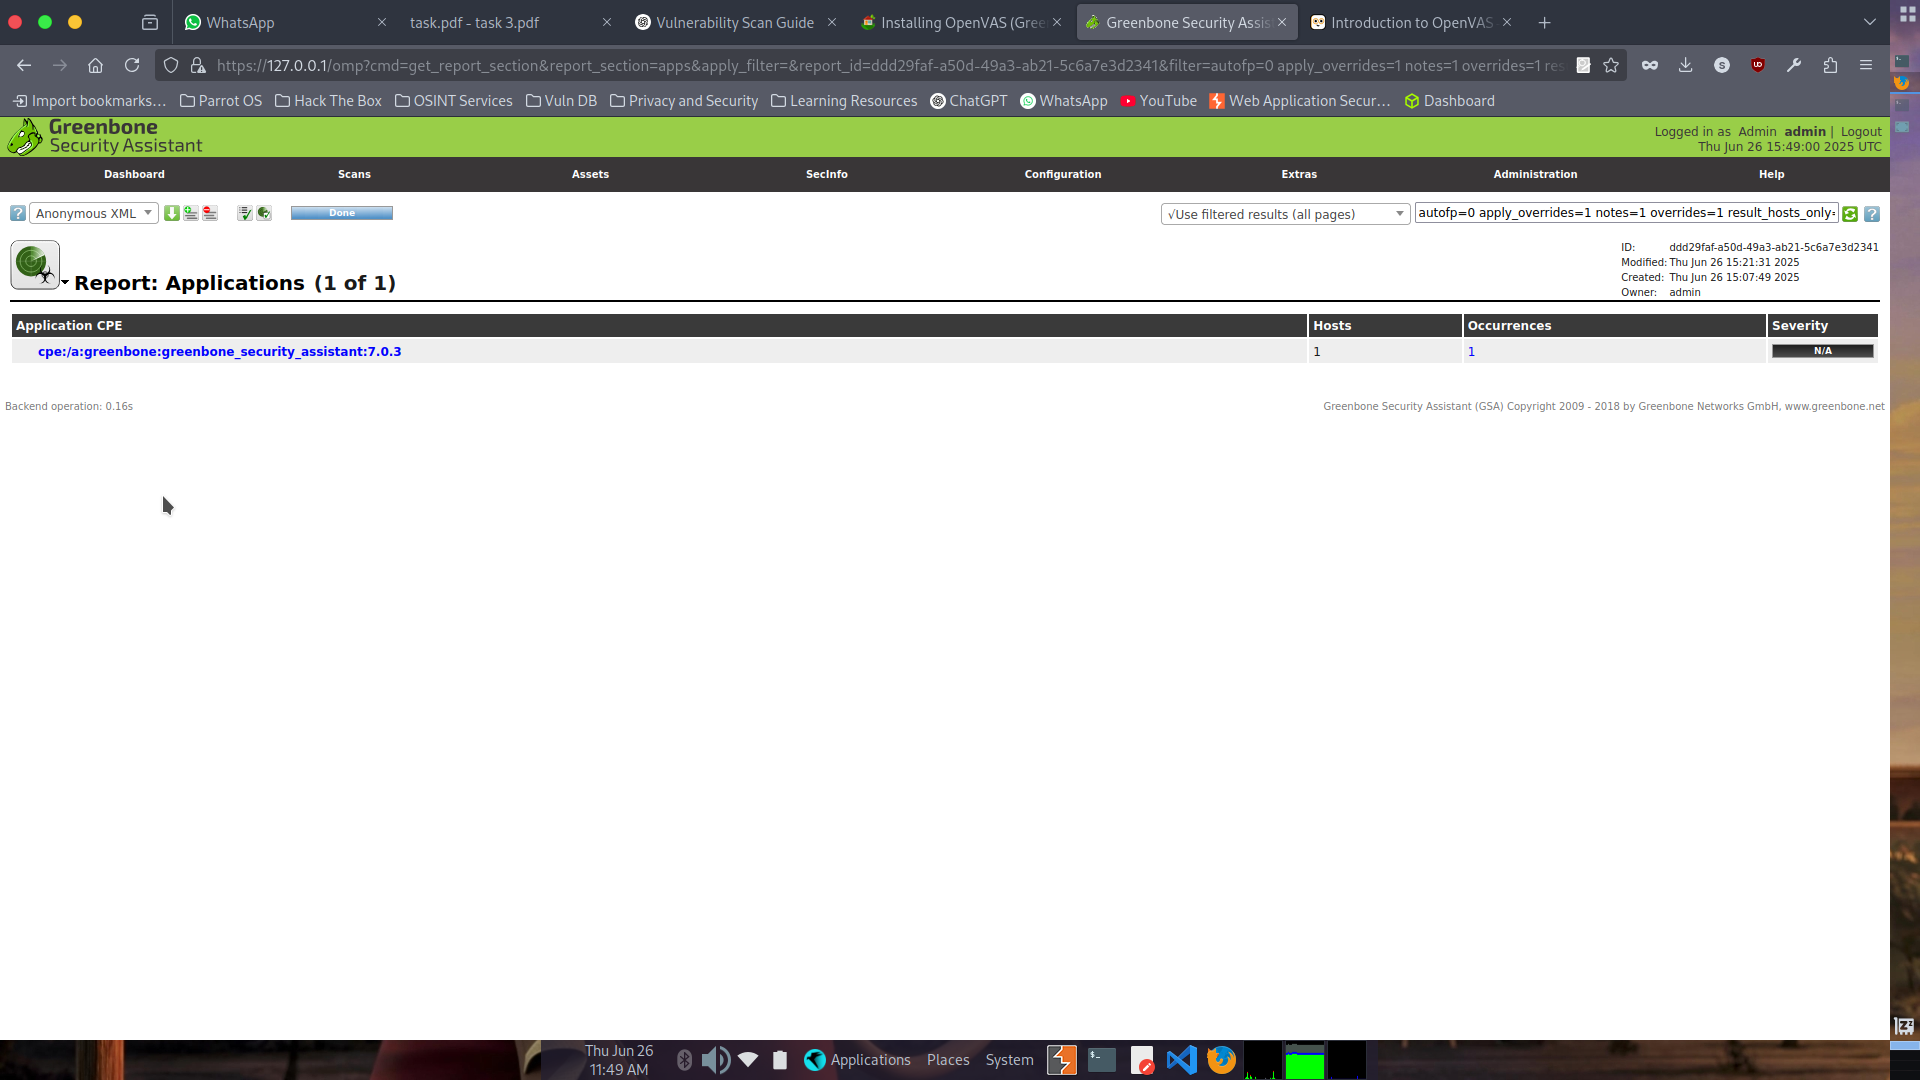 WhatsApp
task.pdf - task 3.pdf
Vulnerability Scan Guide
Installing OpenVAS (Gree
Greenbone Security Assis
Introduction to OpenVAS
https://127.0.0.1/omp?cmd=get_report_section&report_section=apps&apply_filter=&report_id=ddd29faf-a50d-49a3-ab21-5c6a7e3d2341&filter=autofp=0 apply_overrides=1 notes=1 overrides=1 res
Import bookmarks… Parrot OS Hack The Box OSINT Services Vuln DB Privacy and Security Learning Resources ChatGPT WhatsApp YouTube Web Application Secur… Dashboard
Greenbone
Security Assistant
Logged in as Admin admin | Logout
Thu Jun 26 15:49:00 2025 UTC
Dashboard Scans Assets SecInfo Configuration Extras Administration Help
Anonymous XML Done √Use filtered results (all pages) autofp=0 apply_overrides=1 notes=1 overrides=1 result_hosts_only=
ID: ddd29faf-a50d-49a3-ab21-5c6a7e3d2341
Modified: Thu Jun 26 15:21:31 2025
Created: Thu Jun 26 15:07:49 2025
Owner: admin
Report: Applications (1 of 1)
Application CPE Hosts Occurrences Severity
cpe:/a:greenbone:greenbone_security_assistant:7.0.3 1 1 N/A
Backend operation: 0.16s
Greenbone Security Assistant (GSA) Copyright 2009 - 2018 by Greenbone Networks GmbH, www.greenbone.net
Thu Jun 26
11:49 AM
Applications Places System